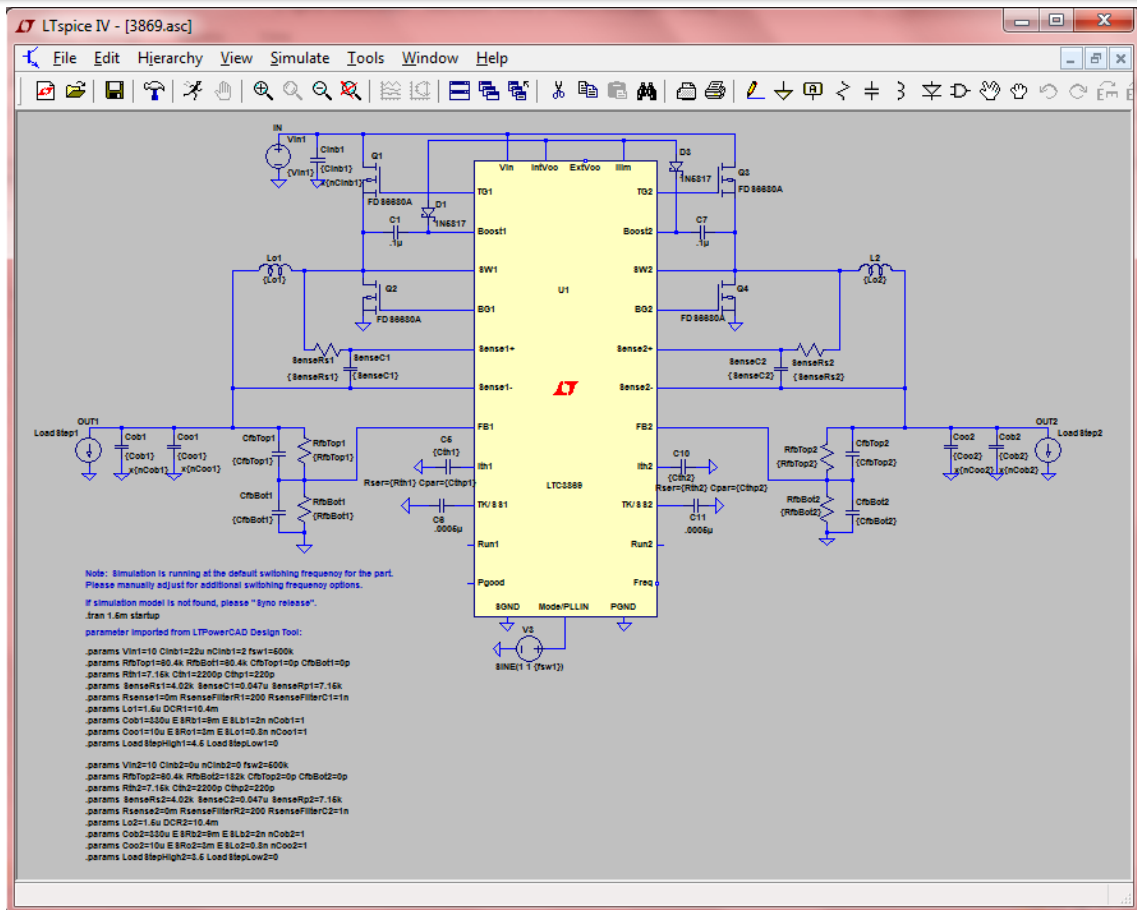 LTspice IV - [3869.asc]
File Edit Hierarchy View Simulate Tools Window Help
IN
Vin1
{Vin1}
Cinb1
{Cinb1}
x{nCinb1}
Q1
FDS6680A
D1
1N5817
C1
.1µ
Lo1
{Lo1}
Q2
FDS6680A
SenseRs1
{SenseRs1}
SenseC1
{SenseC1}
OUT1
LoadStep1
Cob1
{Cob1}
x{nCob1}
Coo1
{Coo1}
x{nCoo1}
CfbTop1
{CfbTop1}
RfbTop1
{RfbTop1}
CfbBot1
{CfbBot1}
RfbBot1
{RfbBot1}
C5
{Cth1}
Rser={Rth1} Cpar={Cthp1}
C6
.0005µ
Vin IntVcc ExtVcc Ilim
TG1 TG2
Boost1 Boost2
SW1 SW2
U1
BG1 BG2
Sense1+ Sense2+
Sense1- Sense2-
FB1 FB2
Ith1 Ith2
LTC3869
TK/SS1 TK/SS2
Run1 Run2
Pgood Freq
SGND Mode/PLLIN PGND
V3
SINE(1 1 {fsw1})
D3
1N5817
Q3
FDS6680A
C7
.1µ
L2
{Lo2}
Q4
FDS6680A
SenseC2
{SenseC2}
SenseRs2
{SenseRs2}
OUT2
LoadStep2
Coo2
{Coo2}
x{nCoo2}
Cob2
{Cob2}
x{nCob2}
RfbTop2
{RfbTop2}
CfbTop2
{CfbTop2}
RfbBot2
{RfbBot2}
CfbBot2
{CfbBot2}
C10
{Cth2}
Rser={Rth2} Cpar={Cthp2}
C11
.0005µ
Note: Simulation is running at the default switching frequency for the part.
Please manually adjust for additional switching frequency options.
If simulation model is not found, please "Sync release".
.tran 1.5m startup
parameter imported from LTPowerCAD Design Tool:
.params Vin1=10 Cinb1=22u nCinb1=2 fsw1=500k
.params RfbTop1=60.4k RfbBot1=60.4k CfbTop1=0p CfbBot1=0p
.params Rth1=7.15k Cth1=2200p Cthp1=220p
.params SenseRs1=4.02k SenseC1=0.047u SenseRp1=7.15k
.params Rsense1=0m RsenseFilterR1=200 RsenseFilterC1=1n
.params Lo1=1.5u DCR1=10.4m
.params Cob1=330u ESRb1=9m ESLb1=2n nCob1=1
.params Coo1=10u ESRo1=3m ESLo1=0.8n nCoo1=1
.params LoadStepHigh1=4.5 LoadStepLow1=0
.params Vin2=10 Cinb2=0u nCinb2=0 fsw2=500k
.params RfbTop2=60.4k RfbBot2=182k CfbTop2=0p CfbBot2=0p
.params Rth2=7.15k Cth2=2200p Cthp2=220p
.params SenseRs2=4.02k SenseC2=0.047u SenseRp2=7.15k
.params Rsense2=0m RsenseFilterR2=200 RsenseFilterC2=1n
.params Lo2=1.5u DCR2=10.4m
.params Cob2=330u ESRb2=9m ESLb2=2n nCob2=1
.params Coo2=10u ESRo2=3m ESLo2=0.8n nCoo2=1
.params LoadStepHigh2=3.5 LoadStepLow2=0